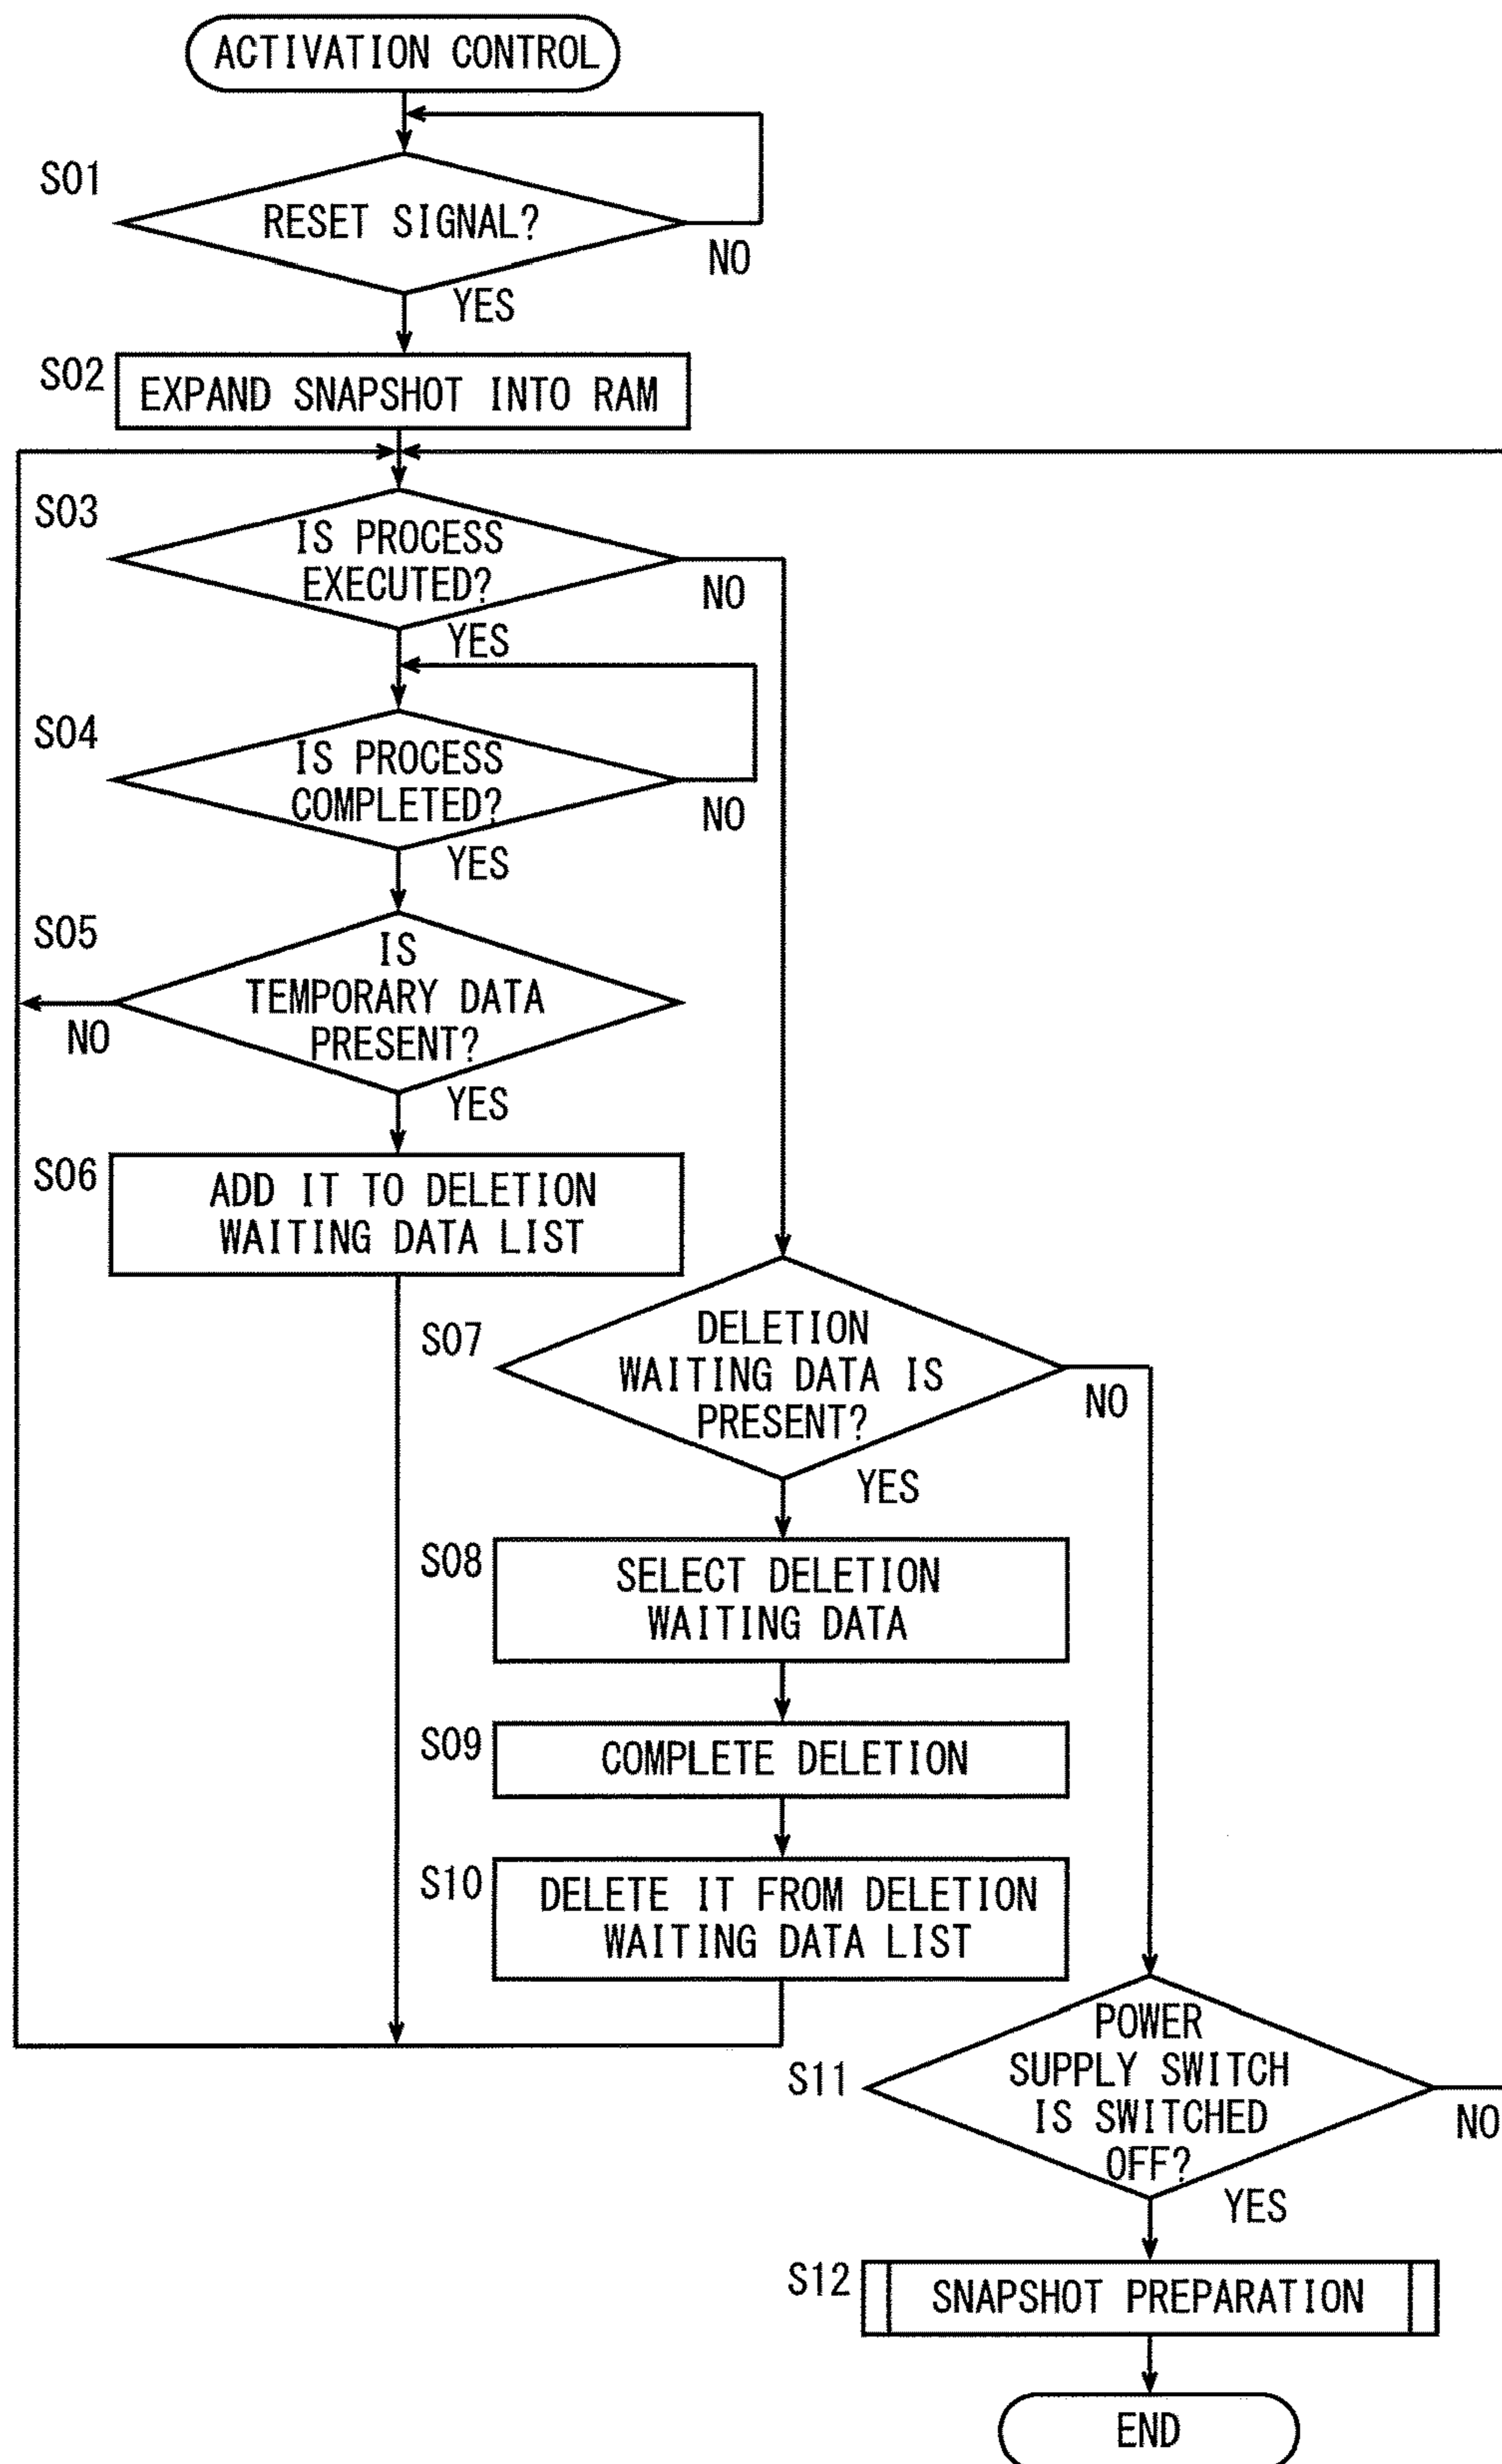 ACTIVATION CONTROL
S01
RESET SIGNAL?
NO
YES
S02
EXPAND SNAPSHOT INTO RAM
S03
IS PROCESS
EXECUTED?
NO
YES
S04
IS PROCESS
COMPLETED?
NO
YES
S05
IS
TEMPORARY DATA
PRESENT?
NO
YES
S06
ADD IT TO DELETION
WAITING DATA LIST
S07
DELETION
WAITING DATA IS
PRESENT?
NO
YES
S08
SELECT DELETION
WAITING DATA
S09
COMPLETE DELETION
S10
DELETE IT FROM DELETION
WAITING DATA LIST
S11
POWER
SUPPLY SWITCH
IS SWITCHED
OFF?
NO
YES
S12
SNAPSHOT PREPARATION
END